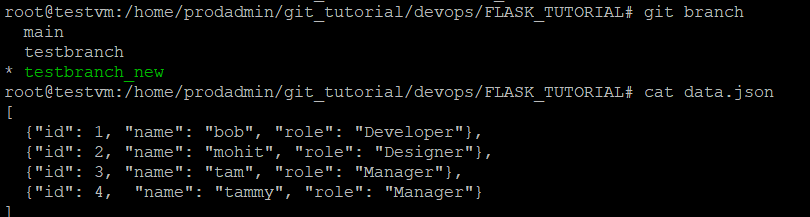 root@testvm:/home/prodadmin/git_tutorial/devops/FLASK_TUTORIAL# git branch
  main
  testbranch
* testbranch_new
root@testvm:/home/prodadmin/git_tutorial/devops/FLASK_TUTORIAL# cat data.json
[
  {"id": 1, "name": "bob", "role": "Developer"},
  {"id": 2, "name": "mohit", "role": "Designer"},
  {"id": 3, "name": "tam", "role": "Manager"},
  {"id": 4,  "name": "tammy", "role": "Manager"}
]